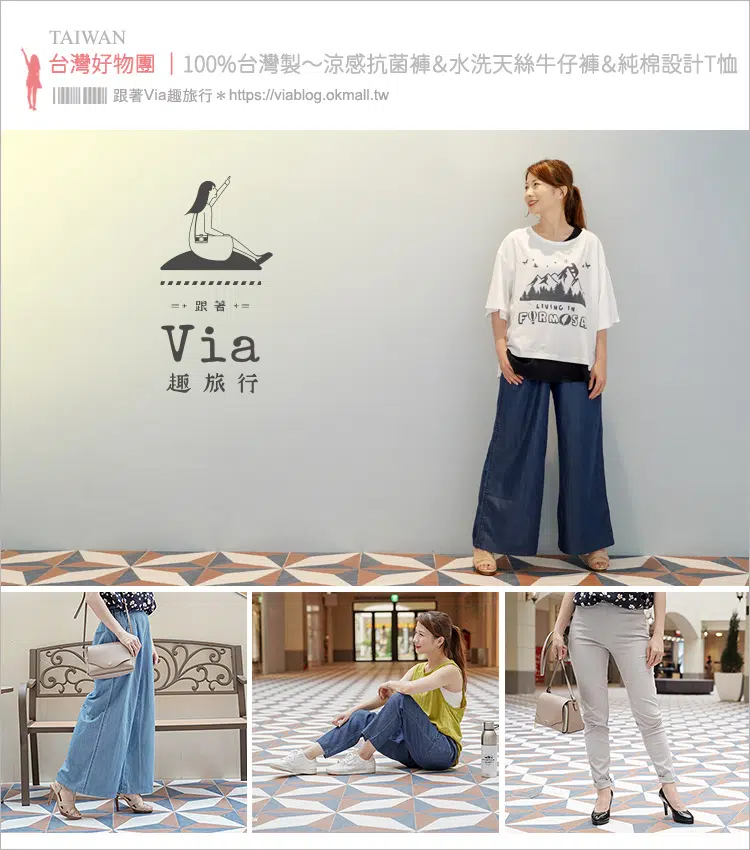 TAIWAN
台灣好物團｜100%台灣製～涼感抗菌褲&水洗天絲牛仔褲&純棉設計T恤
跟著Via趣旅行＊https://viablog.okmall.tw
跟著
Via
趣旅行
LIVING IN
FORMOSA